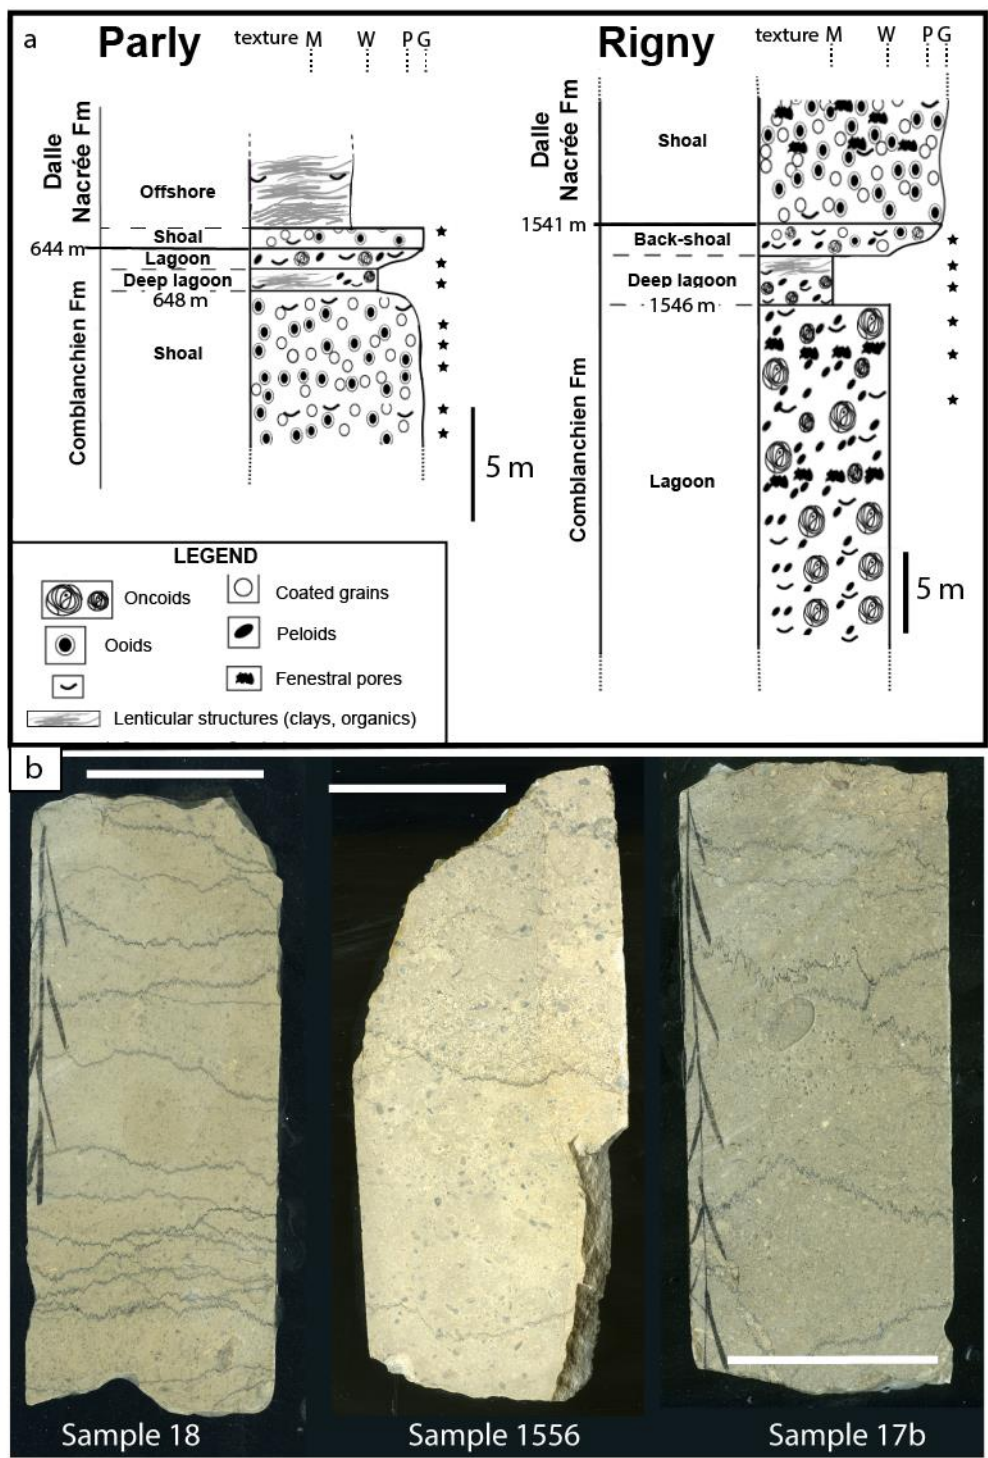 a
Parly
texture M W P G
Dalle
Nacrée Fm
Offshore
Shoal
644 m
Lagoon
Deep lagoon
648 m
Comblanchien Fm
Shoal
5 m
Rigny
texture M W P G
Dalle
Nacrée Fm
Shoal
1541 m
Back-shoal
Deep lagoon
1546 m
Comblanchien Fm
Lagoon
5 m
LEGEND
Oncoids
Coated grains
Ooids
Peloids
Fenestral pores
Lenticular structures (clays, organics)
b
Sample 18
Sample 1556
Sample 17b